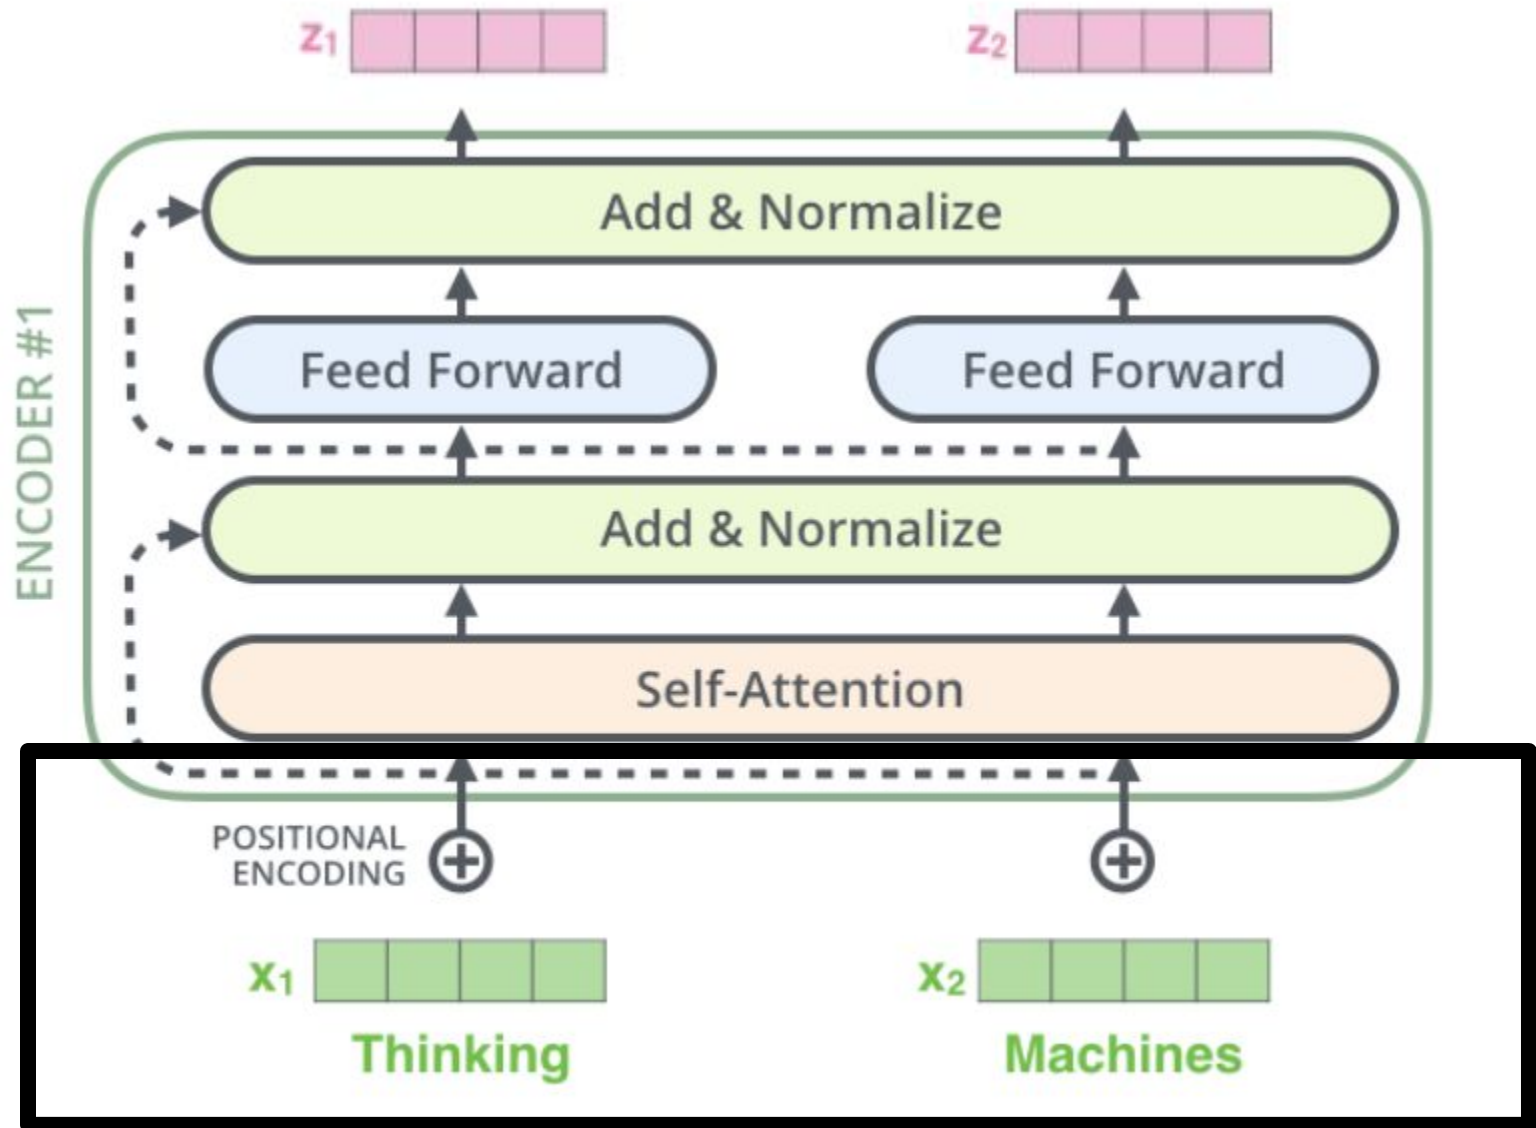 z1
z2
ENCODER #1
Add & Normalize
Feed Forward
Feed Forward
Add & Normalize
Self-Attention
POSITIONAL
ENCODING
x1
x2
Thinking
Machines